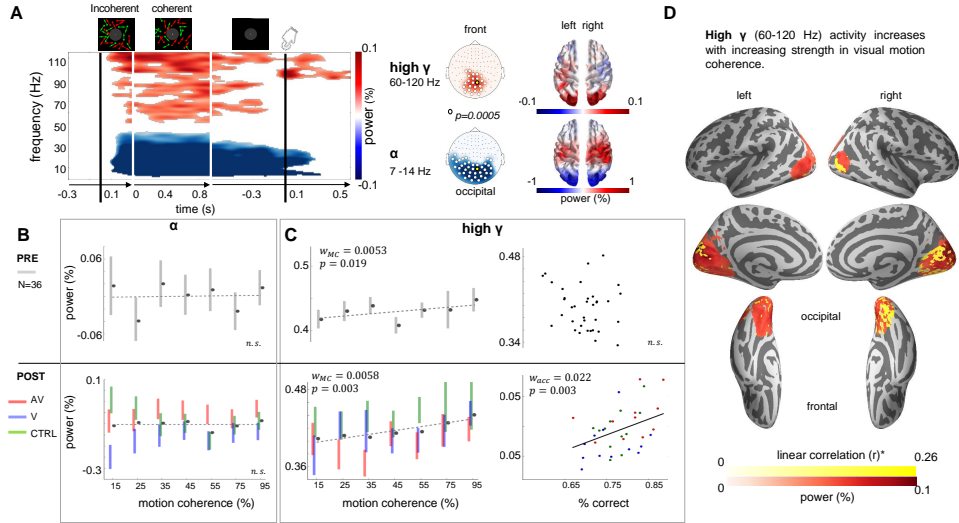 A
Incoherent
coherent
frequency (Hz)
110
90
70
50
30
10
-0.3
0
0.8
0.4
0.8
-0.3
0
0.5
time (s)
0.1
power (%)
-0.1
high γ
60-120 Hz
front
o p=0.0005
α
7 -14 Hz
occipital
left right
-0.1
0.1
-1
1
power (%)
B
α
PRE
N=36
power (%)
0.06
-0.06
n.s.
POST
AV
V
CTRL
power (%)
0.1
-0.3
n.s.
15 25 35 45 55 75 95
motion coherence (%)
C
high γ
w_MC = 0.0053
p = 0.019
0.5
0.4
0.48
0.34
n.s.
w_MC = 0.0058
p = 0.003
0.48
0.36
15 25 35 45 55 75 95
motion coherence (%)
w_acc = 0.022
p = 0.003
0.05
0.05
0.65 0.75 0.85
% correct
D
High γ (60-120 Hz) activity increases
with increasing strength in visual motion
coherence.
left
right
occipital
frontal
linear correlation (r)*
0
0.26
0
0.1
power (%)